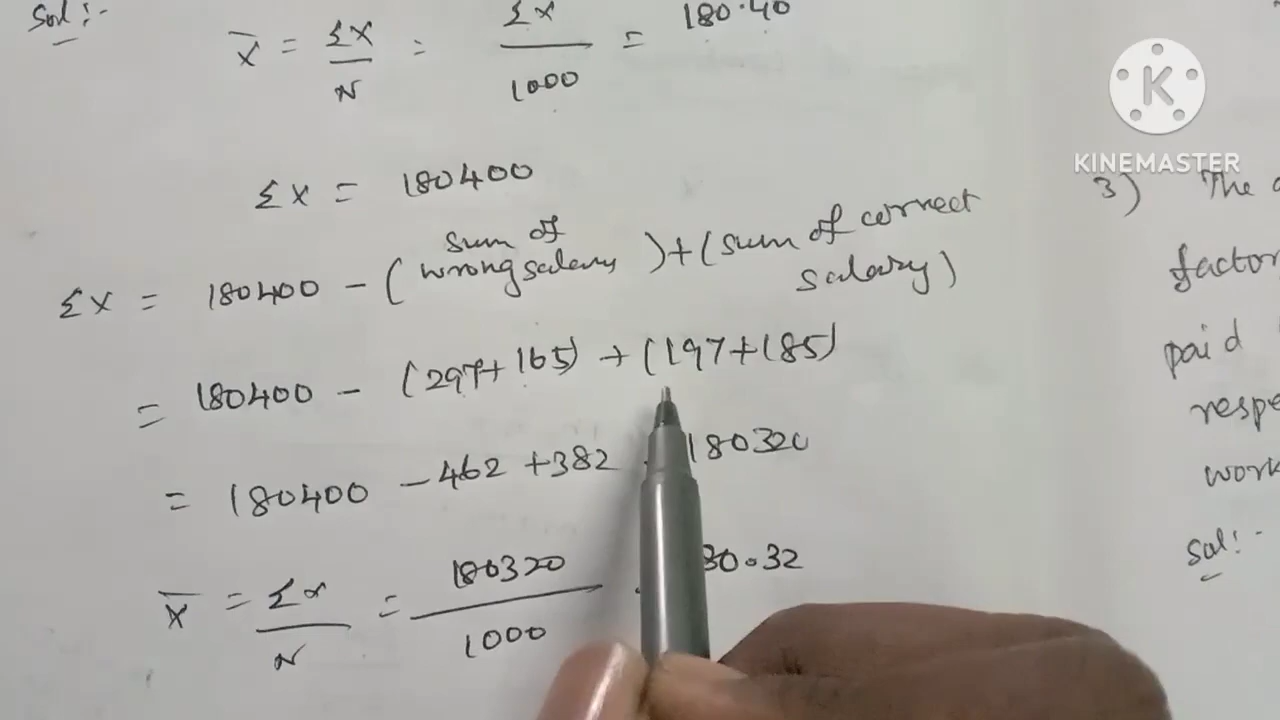 Sol:-
x̄ = ΣX/N = ΣX/1000 = 180.40
ΣX = 180400
ΣX = 180400 - (sum of wrong salary) + (sum of correct salary)
= 180400 - (297+165) + (197+185)
= 180400 - 462 + 382 180320
x̄ = Σx/N = 180320/1000 30.32
3) The
factor
paid
work
Sol:-
K
KINEMASTER